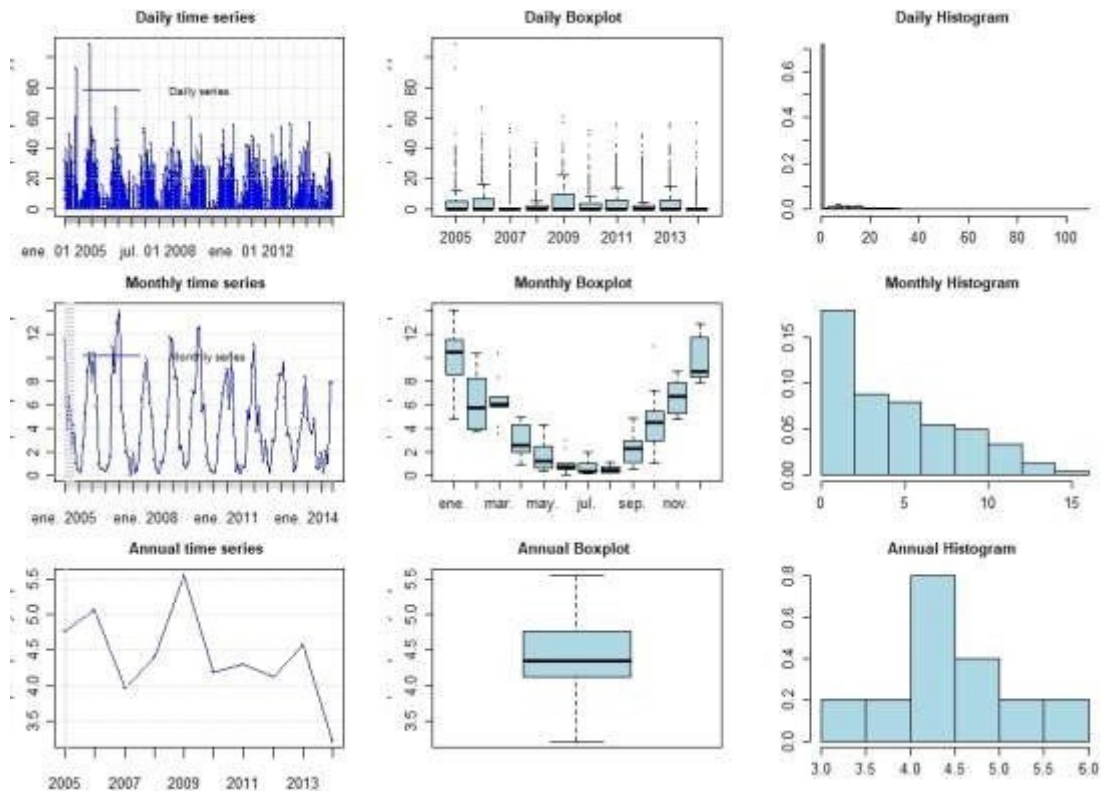 Daily time series
0 20 40 60 80
Daily series
ene. 01 2005 jul. 01 2008 ene. 01 2012
Daily Boxplot
0 20 40 60 80
2005 2007 2009 2011 2013
Daily Histogram
0.0 0.2 0.4 0.6
0 20 40 60 80 100
Monthly time series
0 2 4 6 8 12
Monthly series
ene. 2005 ene. 2008 ene. 2011 ene. 2014
Monthly Boxplot
0 2 4 6 8 12
ene. mar. may. jul. sep. nov.
Monthly Histogram
0.00 0.05 0.10 0.15
0 5 10 15
Annual time series
3.5 4.0 4.5 5.0 5.5
2005 2007 2009 2011 2013
Annual Boxplot
3.5 4.0 4.5 5.0 5.5
Annual Histogram
0.0 0.2 0.4 0.6 0.8
3.0 3.5 4.0 4.5 5.0 5.5 6.0